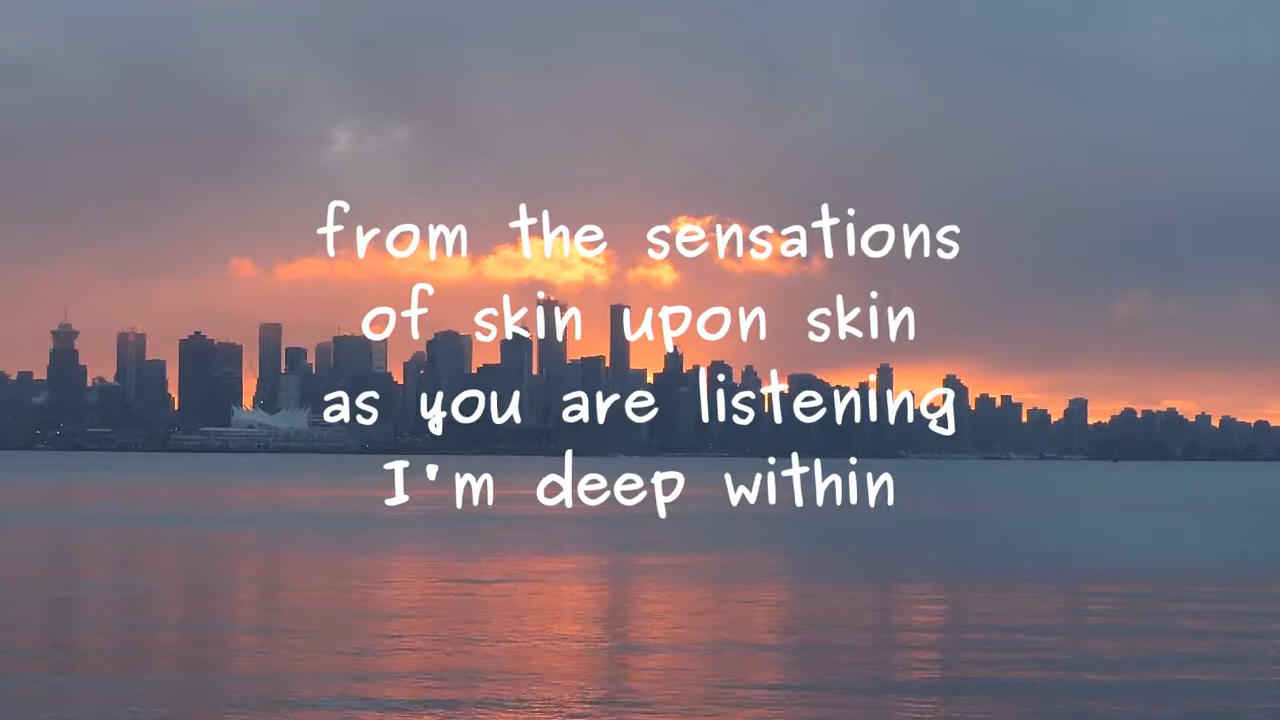 from the sensations
of skin upon skin
as you are listening
I'm deep within